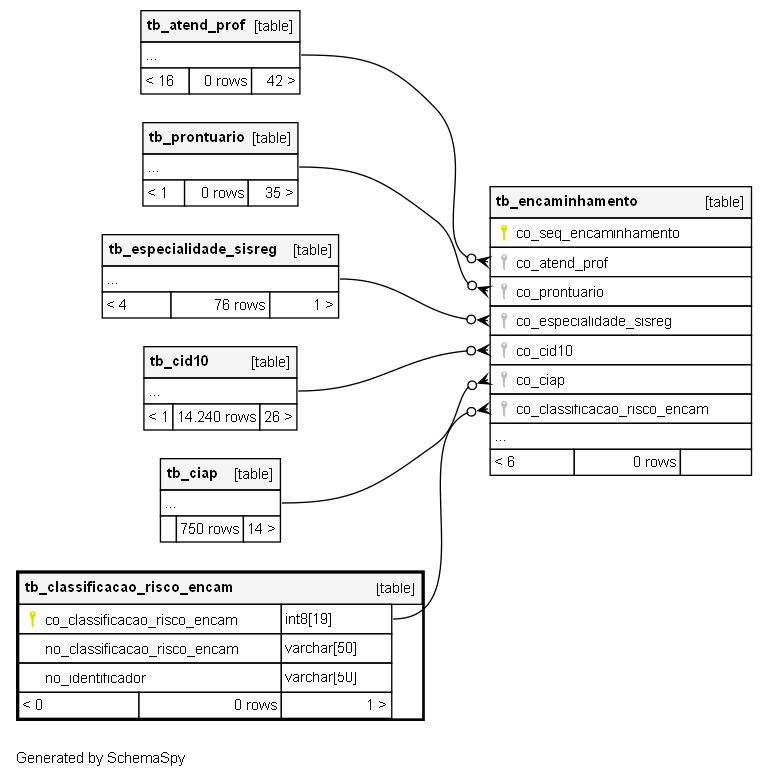 tb_atend_prof [table]
...
< 16 0 rows 42 >
tb_prontuario [table]
...
< 1 0 rows 35 >
tb_especialidade_sisreg [table]
...
< 4 76 rows 1 >
tb_cid10 [table]
...
< 1 14.240 rows 26 >
tb_ciap [table]
...
750 rows 14 >
tb_classificacao_risco_encam [table]
co_classificacao_risco_encam int8[19]
no_classificacao_risco_encam varchar[50]
no_identificador varchar[50]
< 0 0 rows 1 >
tb_encaminhamento [table]
co_seq_encaminhamento
co_atend_prof
co_prontuario
co_especialidade_sisreg
co_cid10
co_ciap
co_classificacao_risco_encam
...
< 6 0 rows
Generated by SchemaSpy